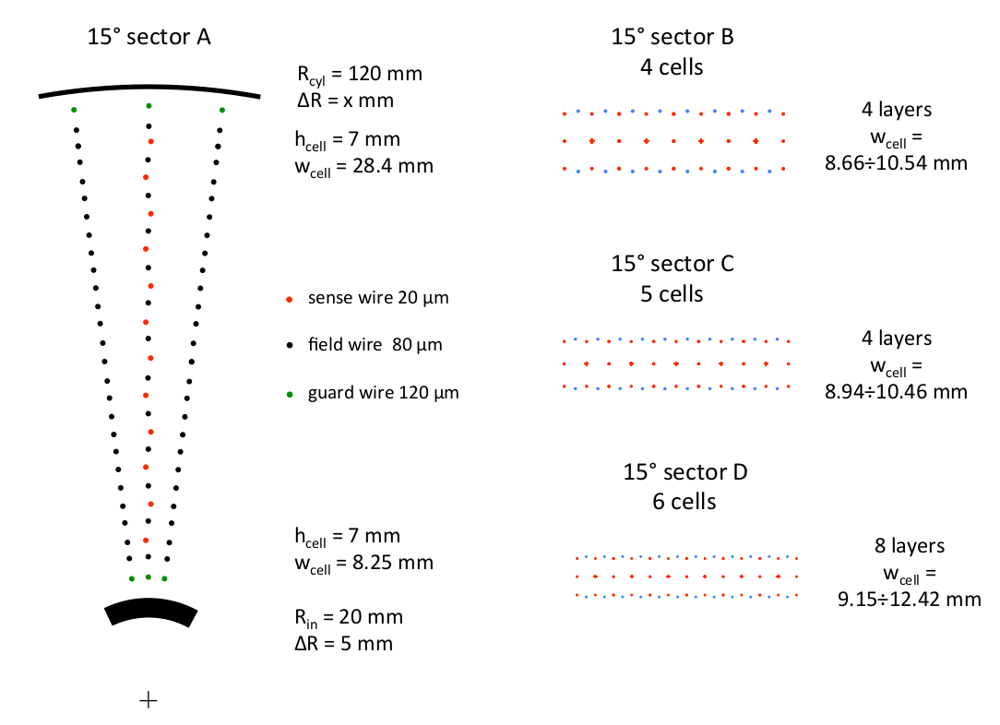 15° sector A
R_cyl = 120 mm
ΔR = x mm
h_cell = 7 mm
w_cell = 28.4 mm
sense wire 20 µm
field wire 80 µm
guard wire 120 µm
h_cell = 7 mm
w_cell = 8.25 mm
R_in = 20 mm
ΔR = 5 mm
15° sector B
4 cells
4 layers
w_cell =
8.66÷10.54 mm
15° sector C
5 cells
4 layers
w_cell =
8.94÷10.46 mm
15° sector D
6 cells
8 layers
w_cell =
9.15÷12.42 mm